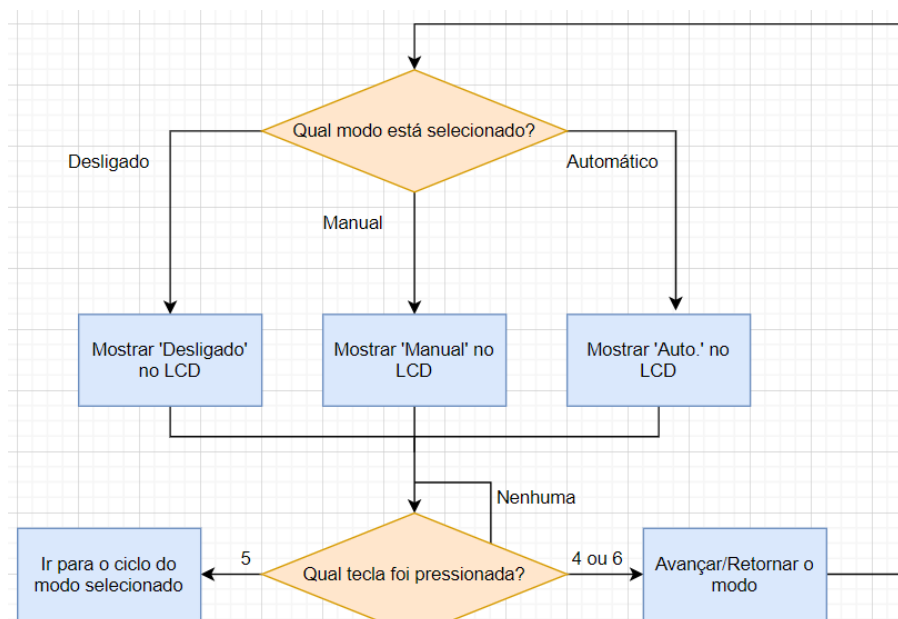 Qual modo está selecionado?
Desligado
Automático
Manual
Mostrar 'Desligado'
no LCD
Mostrar 'Manual' no
LCD
Mostrar 'Auto.' no
LCD
Nenhuma
Ir para o ciclo do
modo selecionado
5
Qual tecla foi pressionada?
4 ou 6
Avançar/Retornar o
modo